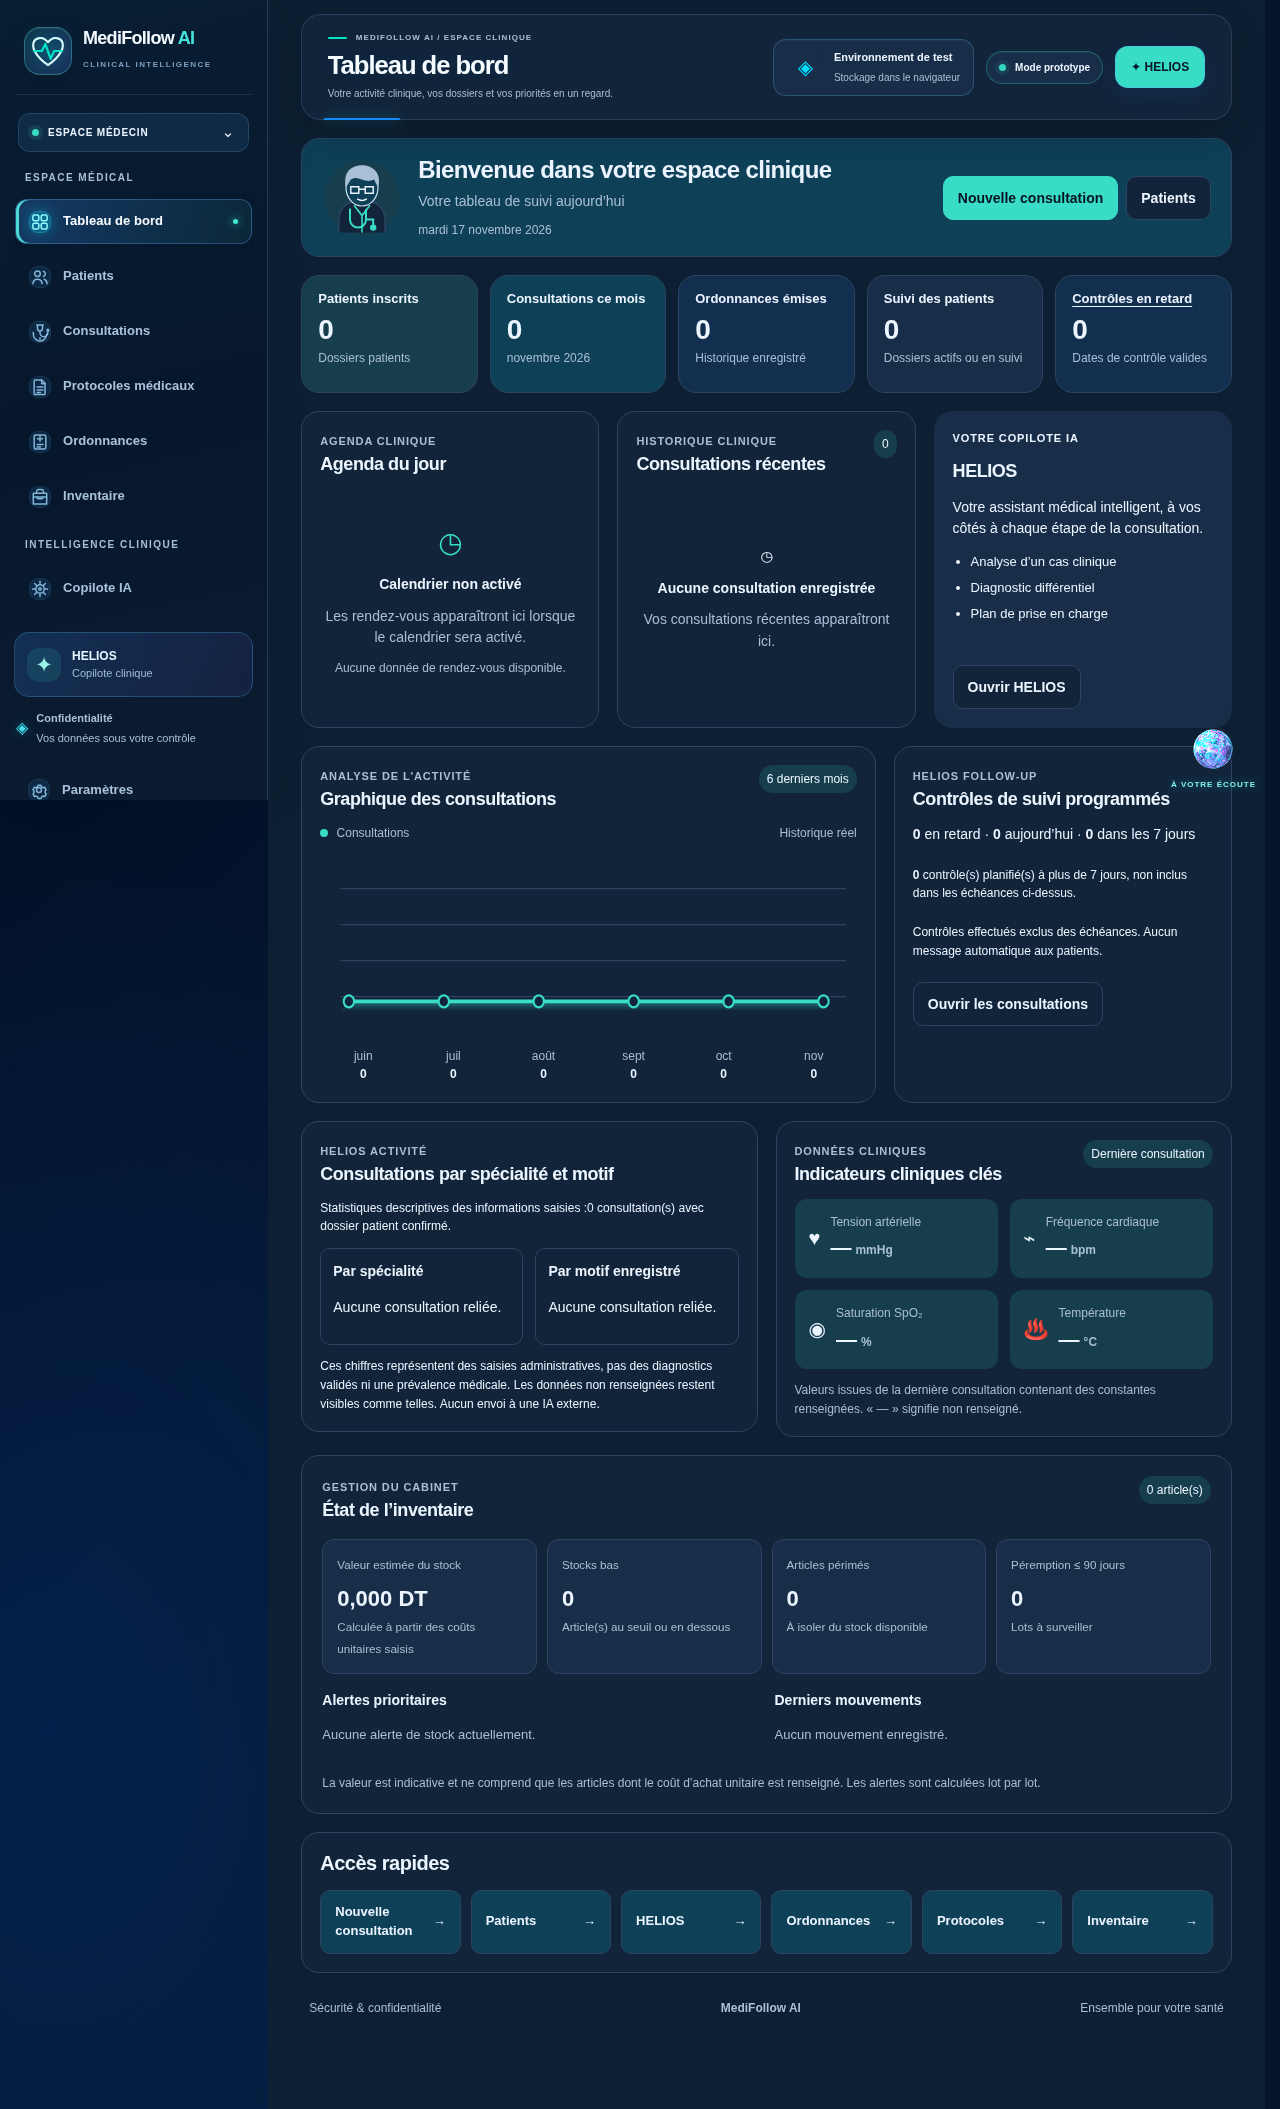 MediFollow AI
CLINICAL INTELLIGENCE
ESPACE MÉDECIN
ESPACE MÉDICAL
Tableau de bord
Patients
Consultations
Protocoles médicaux
Ordonnances
Inventaire
INTELLIGENCE CLINIQUE
Copilote IA
HELIOS
Copilote clinique
Confidentialité
Vos données sous votre contrôle
Paramètres
MEDIFOLLOW AI / ESPACE CLINIQUE
Tableau de bord
Votre activité clinique, vos dossiers et vos priorités en un regard.
Environnement de test
Stockage dans le navigateur
Mode prototype
✦ HELIOS
Bienvenue dans votre espace clinique
Votre tableau de suivi aujourd'hui
mardi 17 novembre 2026
Nouvelle consultation
Patients
Patients inscrits
0
Dossiers patients
Consultations ce mois
0
novembre 2026
Ordonnances émises
0
Historique enregistré
Suivi des patients
0
Dossiers actifs ou en suivi
Contrôles en retard
0
Dates de contrôle valides
AGENDA CLINIQUE
Agenda du jour
Calendrier non activé
Les rendez-vous apparaîtront ici lorsque
le calendrier sera activé.
Aucune donnée de rendez-vous disponible.
HISTORIQUE CLINIQUE
0
Consultations récentes
Aucune consultation enregistrée
Vos consultations récentes apparaîtront
ici.
VOTRE COPILOTE IA
HELIOS
Votre assistant médical intelligent, à vos
côtés à chaque étape de la consultation.
• Analyse d'un cas clinique
• Diagnostic différentiel
• Plan de prise en charge
Ouvrir HELIOS
À VOTRE ÉCOUTE
ANALYSE DE L'ACTIVITÉ
6 derniers mois
Graphique des consultations
Consultations
Historique réel
juin juil août sept oct nov
0 0 0 0 0 0
HELIOS FOLLOW-UP
Contrôles de suivi programmés
0 en retard · 0 aujourd'hui · 0 dans les 7 jours
0 contrôle(s) planifié(s) à plus de 7 jours, non inclus
dans les échéances ci-dessus.
Contrôles effectués exclus des échéances. Aucun
message automatique aux patients.
Ouvrir les consultations
HELIOS ACTIVITÉ
Consultations par spécialité et motif
Statistiques descriptives des informations saisies :0 consultation(s) avec
dossier patient confirmé.
Par spécialité
Aucune consultation reliée.
Par motif enregistré
Aucune consultation reliée.
Ces chiffres représentent des saisies administratives, pas des diagnostics
validés ni une prévalence médicale. Les données non renseignées restent
visibles comme telles. Aucun envoi à une IA externe.
DONNÉES CLINIQUES
Dernière consultation
Indicateurs cliniques clés
Tension artérielle
— mmHg
Fréquence cardiaque
— bpm
Saturation SpO₂
— %
Température
— °C
Valeurs issues de la dernière consultation contenant des constantes
renseignées. « — » signifie non renseigné.
GESTION DU CABINET
0 article(s)
État de l'inventaire
Valeur estimée du stock
0,000 DT
Calculée à partir des coûts
unitaires saisis
Stocks bas
0
Article(s) au seuil ou en dessous
Articles périmés
0
À isoler du stock disponible
Péremption ≤ 90 jours
0
Lots à surveiller
Alertes prioritaires
Aucune alerte de stock actuellement.
Derniers mouvements
Aucun mouvement enregistré.
La valeur est indicative et ne comprend que les articles dont le coût d'achat unitaire est renseigné. Les alertes sont calculées lot par lot.
Accès rapides
Nouvelle
consultation →
Patients →
HELIOS →
Ordonnances →
Protocoles →
Inventaire →
Sécurité & confidentialité
MediFollow AI
Ensemble pour votre santé